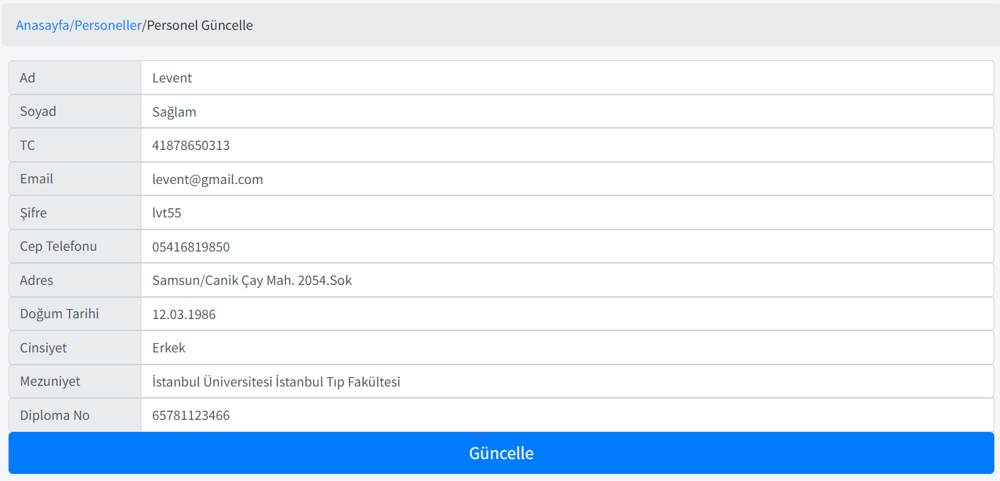 Anasayfa/Personeller/Personel Güncelle
Ad Levent
Soyad Sağlam
TC 41878650313
Email levent@gmail.com
Şifre lvt55
Cep Telefonu 05416819850
Adres Samsun/Canik Çay Mah. 2054.Sok
Doğum Tarihi 12.03.1986
Cinsiyet Erkek
Mezuniyet İstanbul Üniversitesi İstanbul Tıp Fakültesi
Diploma No 65781123466
Güncelle